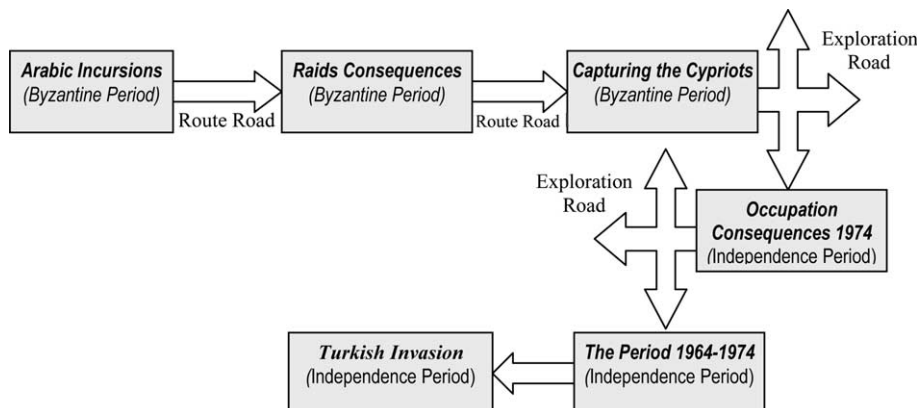 Arabic Incursions
(Byzantine Period)
Route Road
Raids Consequences
(Byzantine Period)
Route Road
Capturing the Cypriots
(Byzantine Period)
Exploration
Road
Exploration
Road
Occupation
Consequences 1974
(Independence Period)
Turkish Invasion
(Independence Period)
The Period 1964-1974
(Independence Period)